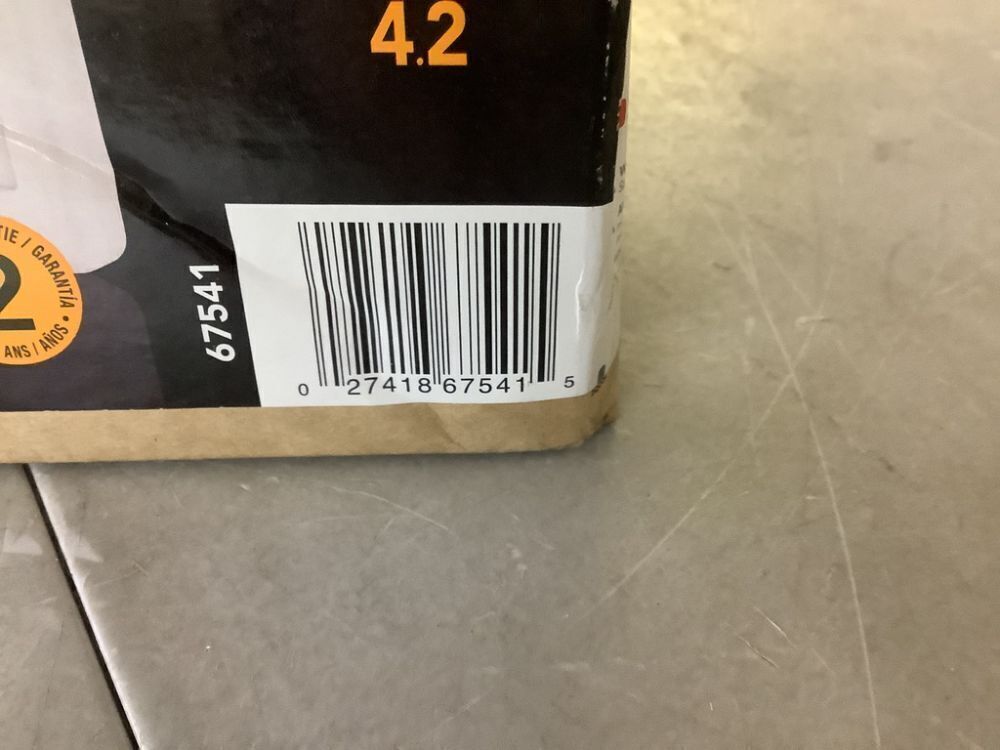 4.2
TIE / GARANTÍA •
2
ANS / AÑOS
67541
0 27418 67541 5